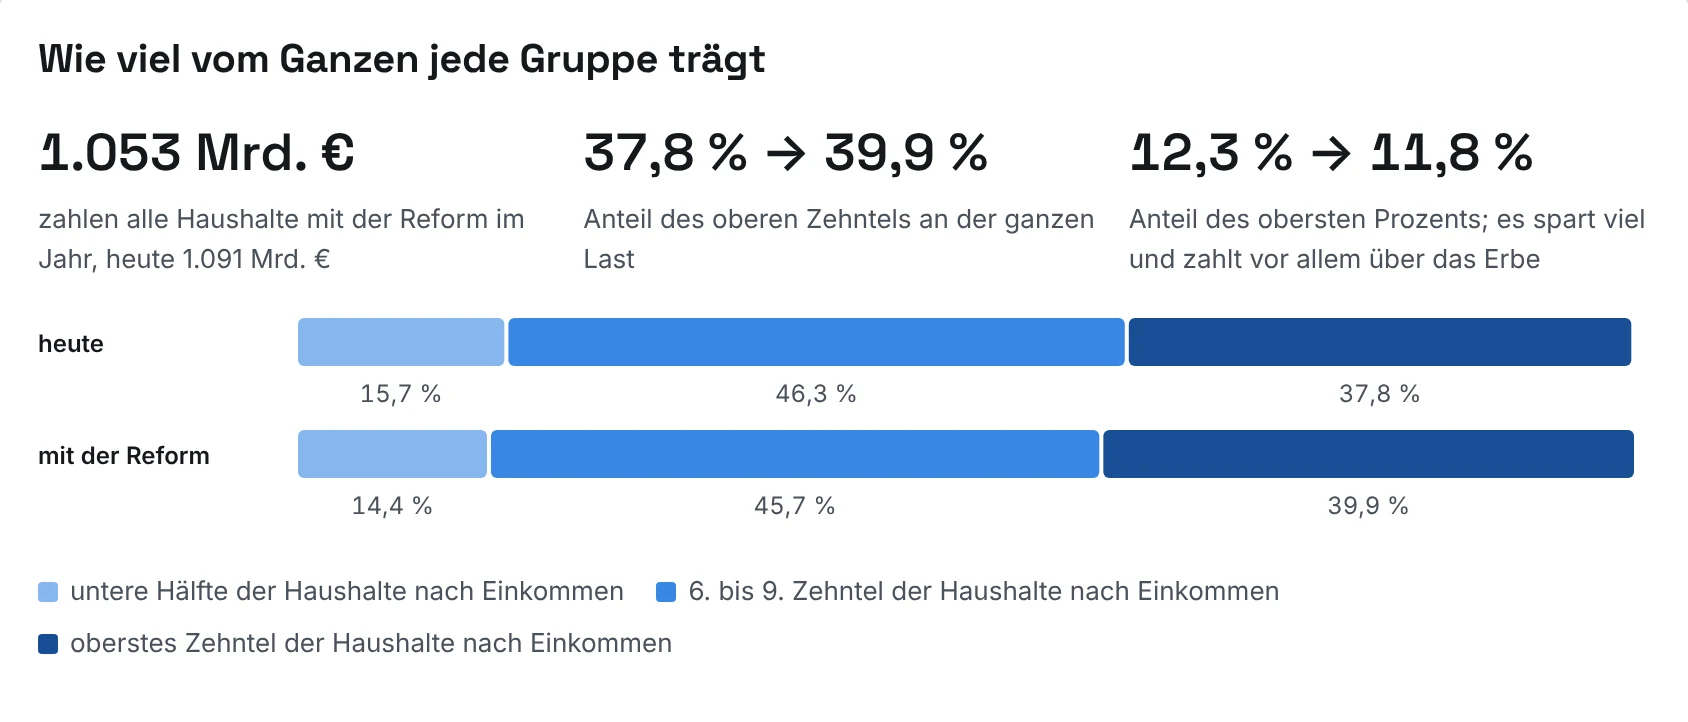 Wie viel vom Ganzen jede Gruppe trägt
1.053 Mrd. €
zahlen alle Haushalte mit der Reform im
Jahr, heute 1.091 Mrd. €
37,8 % → 39,9 %
Anteil des oberen Zehntels an der ganzen
Last
12,3 % → 11,8 %
Anteil des obersten Prozents; es spart viel
und zahlt vor allem über das Erbe
heute
15,7 %
46,3 %
37,8 %
mit der Reform
14,4 %
45,7 %
39,9 %
untere Hälfte der Haushalte nach Einkommen
6. bis 9. Zehntel der Haushalte nach Einkommen
oberstes Zehntel der Haushalte nach Einkommen